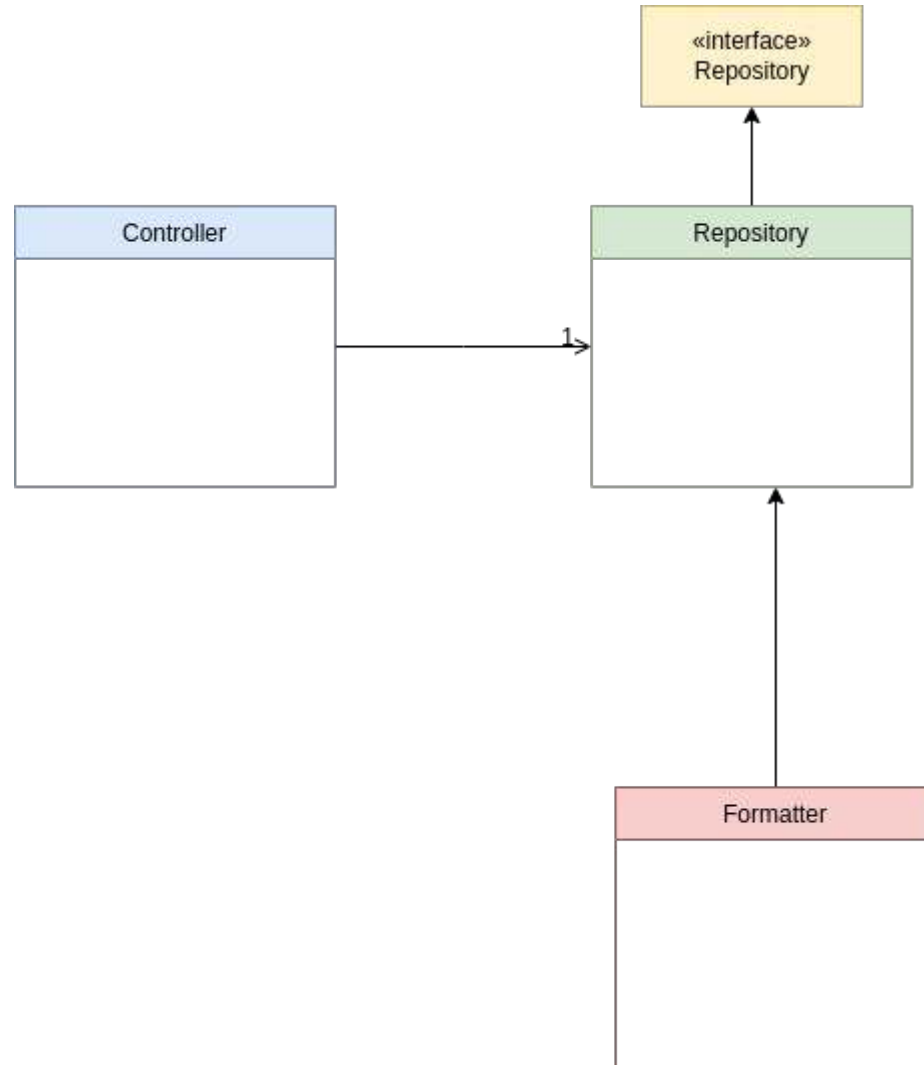 «interface»
Repository
Controller
Repository
1
Formatter